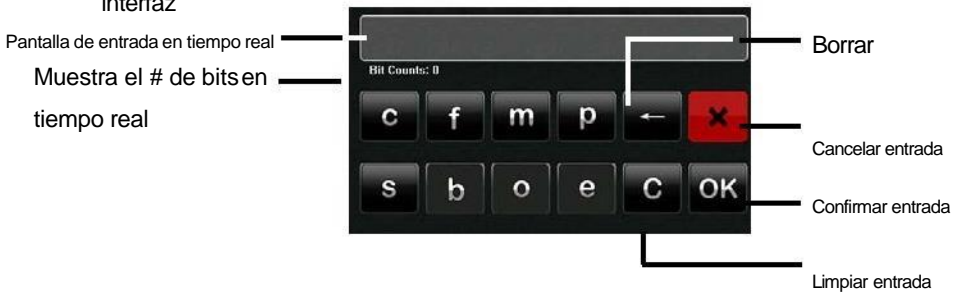 interfaz
Pantalla de entrada en tiempo real
Borrar
Muestra el # de bits en
tiempo real
Bit Counts: 0
c f m p ← ×
Cancelar entrada
s b o e C OK
Confirmar entrada
Limpiar entrada